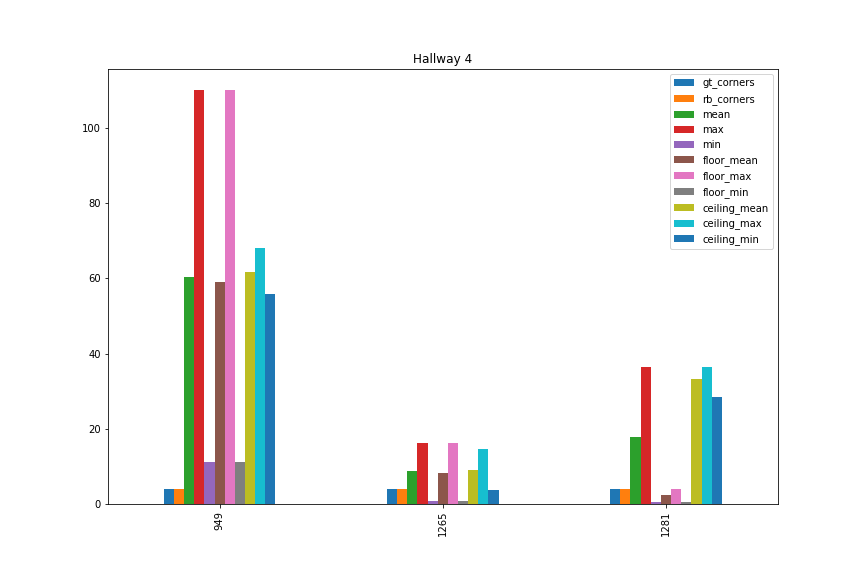 Hallway 4
gt_corners
rb_corners
mean
max
min
floor_mean
floor_max
floor_min
ceiling_mean
ceiling_max
ceiling_min
100
80
60
40
20
0
949
1265
1281